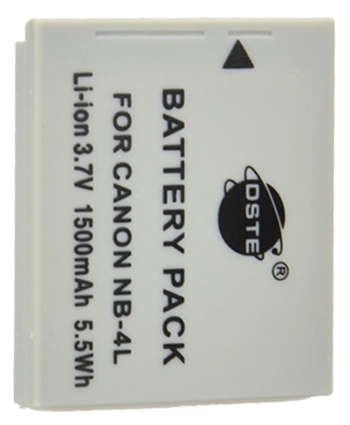 DSTE®
BATTERY PACK
FOR CANON NB-4L
Li-ion 3.7V 1500mAh 5.5Wh